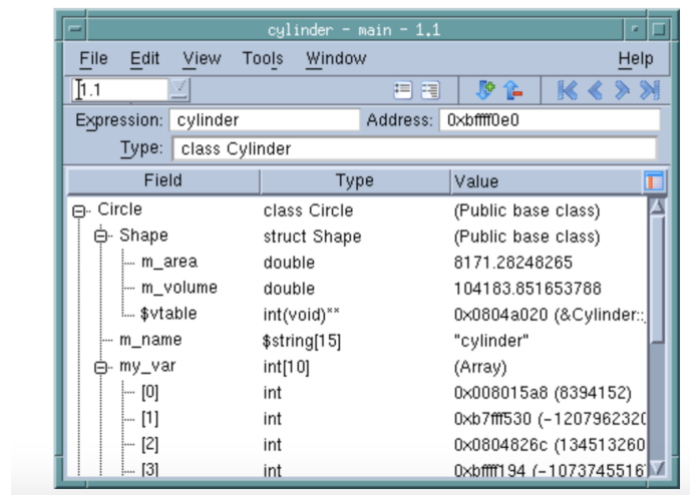 cylinder - main - 1.1
File Edit View Tools Window Help
1.1
Expression: cylinder Address: 0xbffff0e0
Type: class Cylinder
Field Type Value
Circle class Circle (Public base class)
Shape struct Shape (Public base class)
m_area double 8171.28248265
m_volume double 104183.851653788
$vtable int(void)** 0x0804a020 (&Cylinder::
m_name $string[15] "cylinder"
my_var int[10] (Array)
[0] int 0x008015a8 (8394152)
[1] int 0xb7fff530 (-1207962320
[2] int 0x0804826c (134513260
[3] int 0xbffff194 (-1073745516